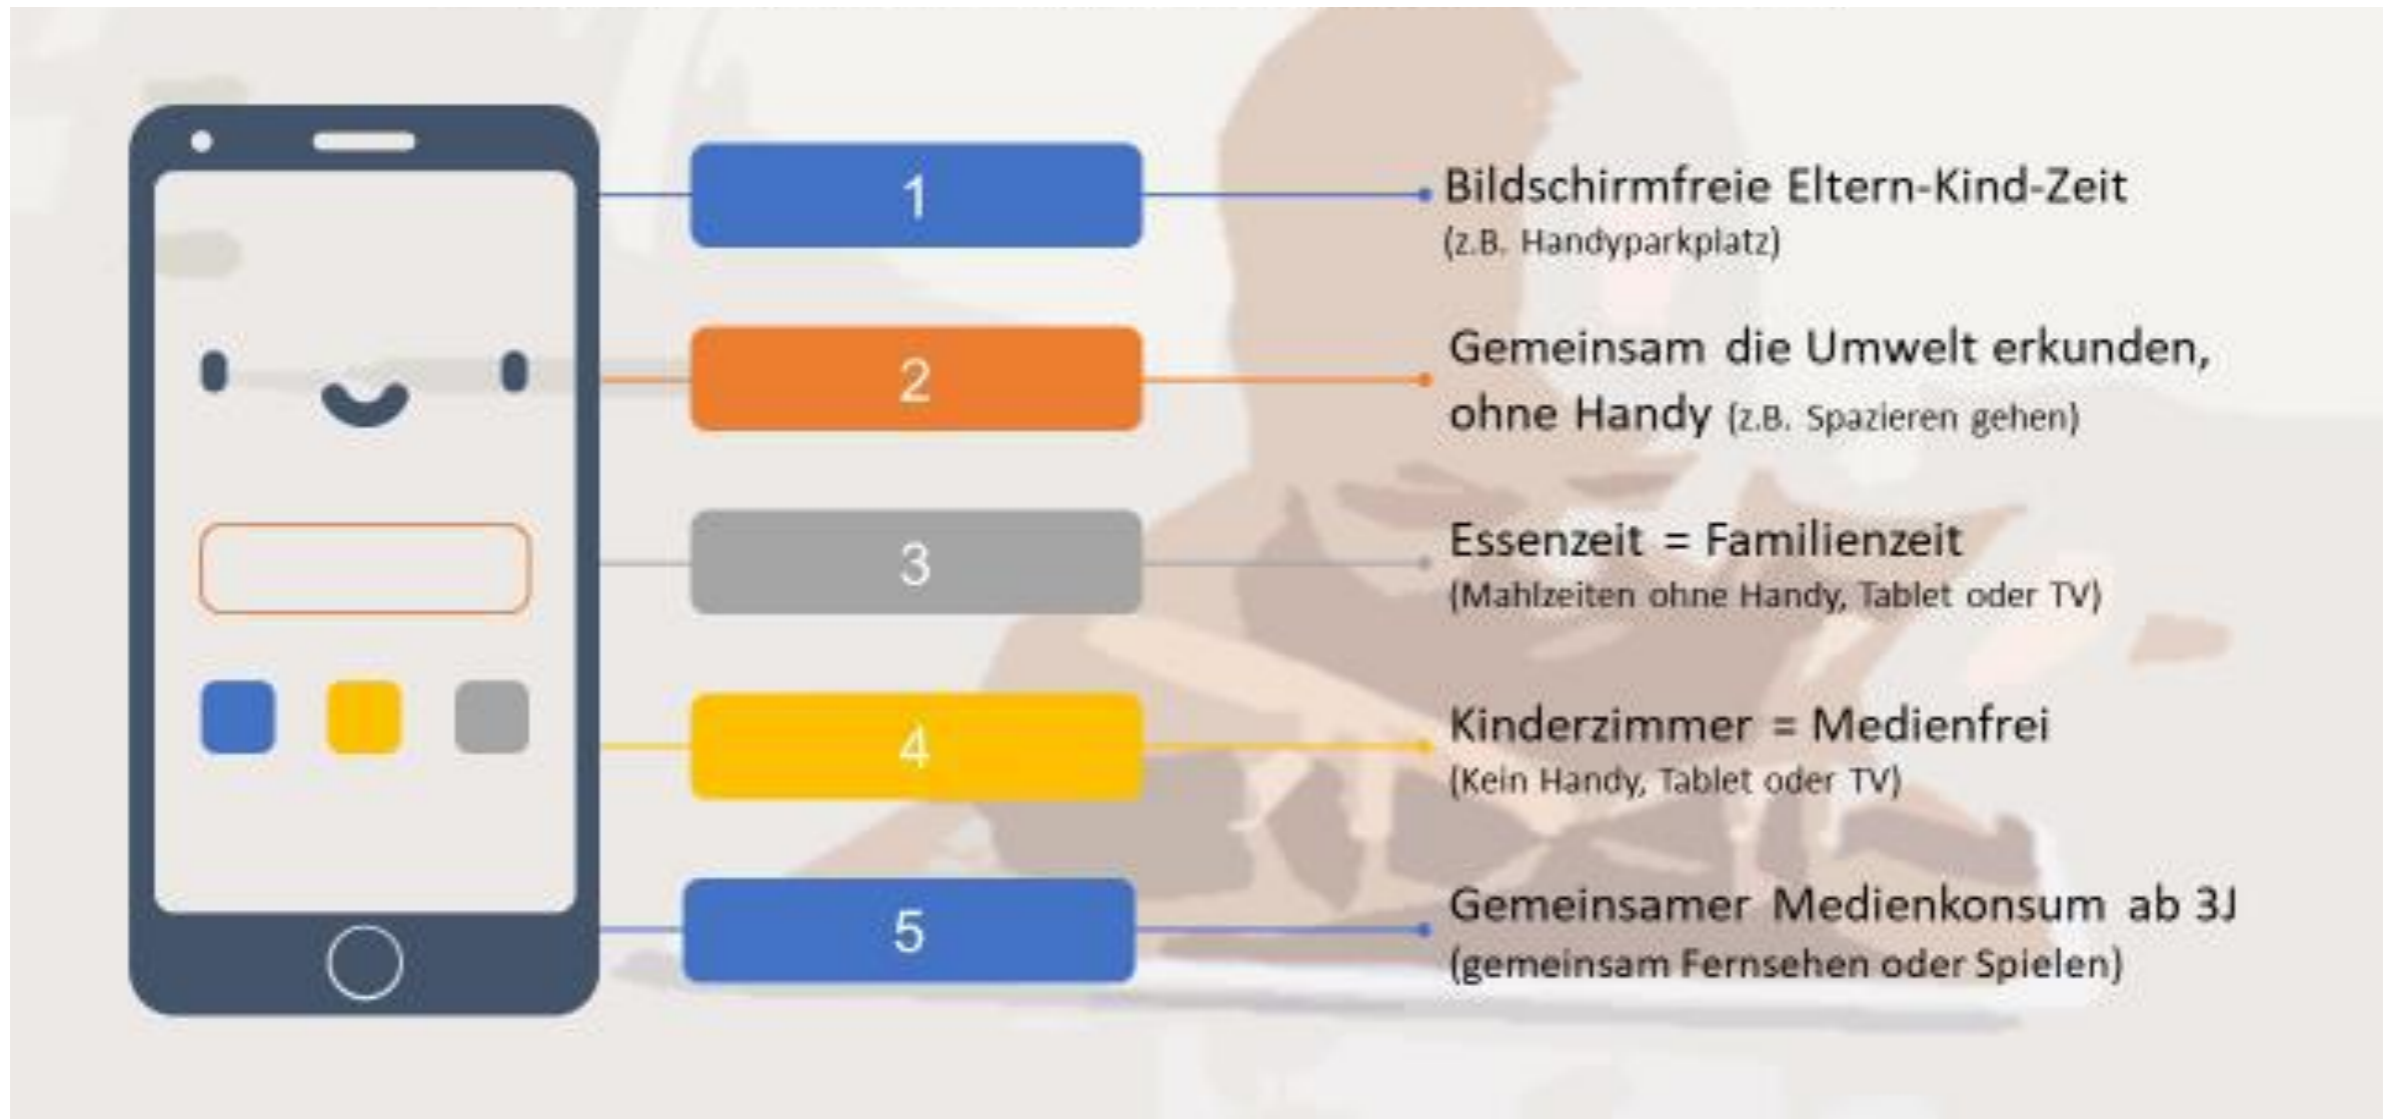 1
Bildschirmfreie Eltern-Kind-Zeit
(z.B. Handyparkplatz)
2
Gemeinsam die Umwelt erkunden,
ohne Handy (z.B. Spazieren gehen)
3
Essenzeit = Familienzeit
(Mahlzeiten ohne Handy, Tablet oder TV)
4
Kinderzimmer = Medienfrei
(Kein Handy, Tablet oder TV)
5
Gemeinsamer Medienkonsum ab 3J
(gemeinsam Fernsehen oder Spielen)